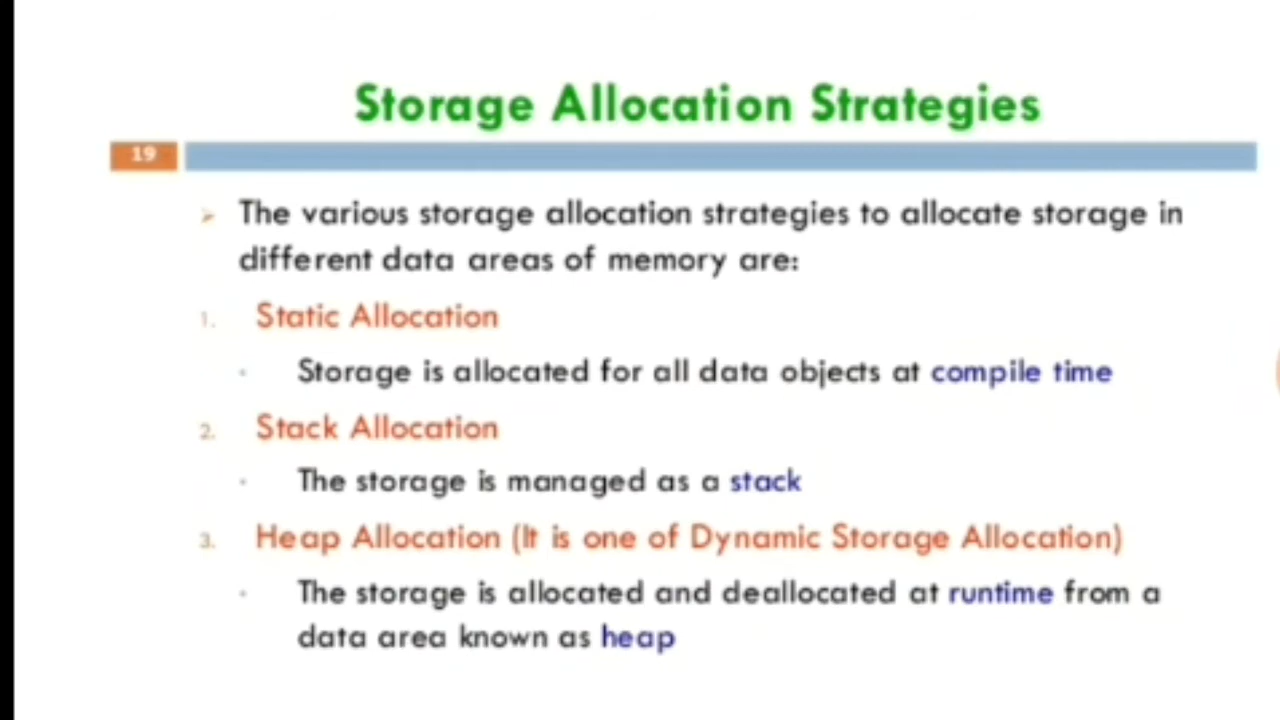 Storage Allocation Strategies
19
➢ The various storage allocation strategies to allocate storage in
different data areas of memory are:
1. Static Allocation
• Storage is allocated for all data objects at compile time
2. Stack Allocation
• The storage is managed as a stack
3. Heap Allocation (It is one of Dynamic Storage Allocation)
• The storage is allocated and deallocated at runtime from a
data area known as heap